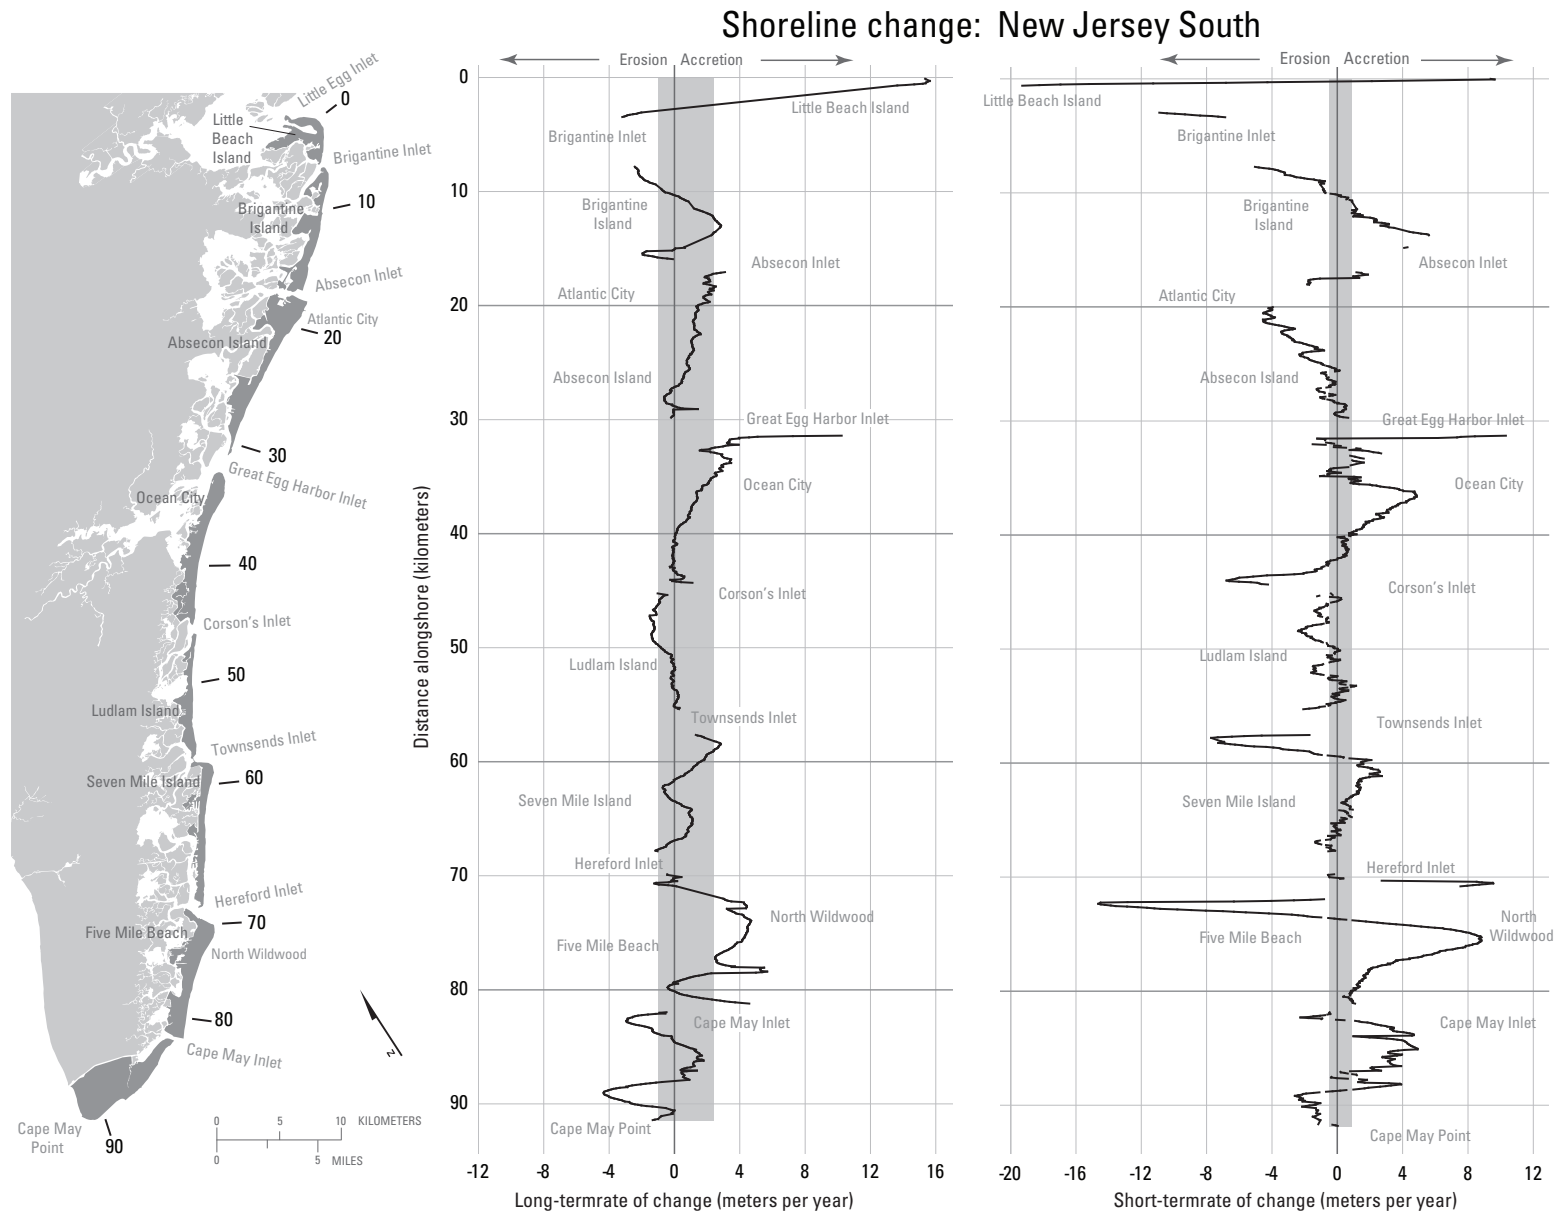 Shoreline change: New Jersey South
Little Egg Inlet
0
Little
Beach
Island
Brigantine Inlet
10
Brigantine
Island
Absecon Inlet
Atlantic City
20
Absecon Island
30
Great Egg Harbor Inlet
Ocean City
40
Corson's Inlet
50
Ludlam Island
Townsends Inlet
60
Seven Mile Island
Hereford Inlet
70
Five Mile Beach
North Wildwood
80
Cape May Inlet
Cape May
Point
90
N
0 5 10 KILOMETERS
0 5 MILES
Distance alongshore (kilometers)
Erosion Accretion
0
Little Beach Island
Brigantine Inlet
10
Brigantine
Island
Absecon Inlet
Atlantic City
20
Absecon Island
30
Great Egg Harbor Inlet
Ocean City
40
Corson's Inlet
50
Ludlam Island
Townsends Inlet
60
Seven Mile Island
Hereford Inlet
70
North Wildwood
Five Mile Beach
80
Cape May Inlet
90
Cape May Point
-12 -8 -4 0 4 8 12 16
Long-termrate of change (meters per year)
Erosion Accretion
Little Beach Island
Brigantine Inlet
Brigantine
Island
Absecon Inlet
Atlantic City
Absecon Island
Great Egg Harbor Inlet
Ocean City
Corson's Inlet
Ludlam Island
Townsends Inlet
Seven Mile Island
Hereford Inlet
North
Wildwood
Five Mile Beach
Cape May Inlet
Cape May Point
-20 -16 -12 -8 -4 0 4 8 12
Short-termrate of change (meters per year)